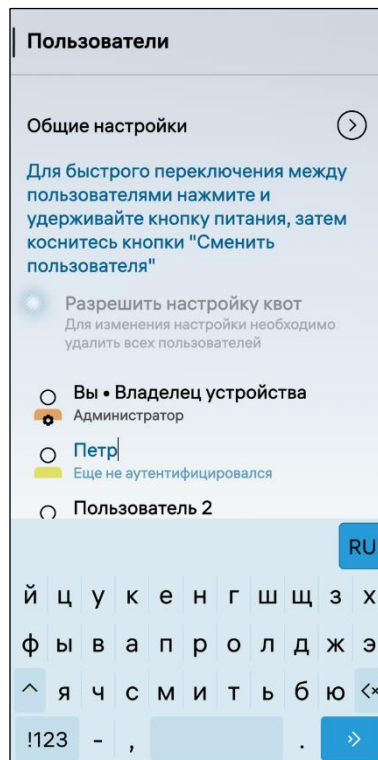 Пользователи
Общие настройки
Для быстрого переключения между
пользователями нажмите и
удерживайте кнопку питания, затем
коснитесь кнопки "Сменить
пользователя"
Разрешить настройку квот
Для изменения настройки необходимо
удалить всех пользователей
Вы • Владелец устройства
Администратор
Петр
Еще не аутентифицировался
Пользователь 2
RU
й ц у к е н г ш щ з х
ф ы в а п р о л д ж э
я ч с м и т ь б ю
!123 - , .